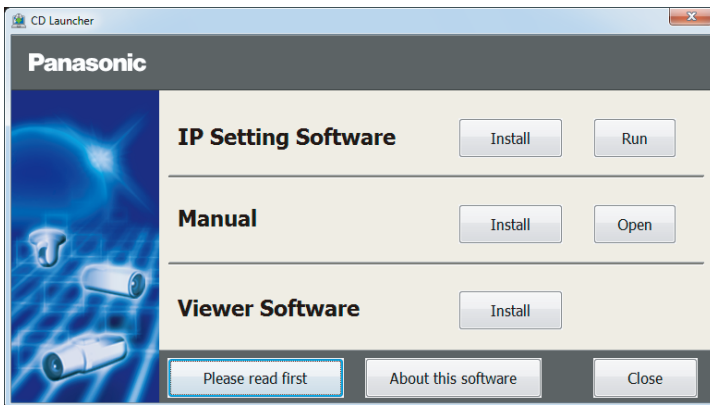 CD Launcher
Panasonic
IP Setting Software Install Run
Manual Install Open
Viewer Software Install
Please read first About this software Close